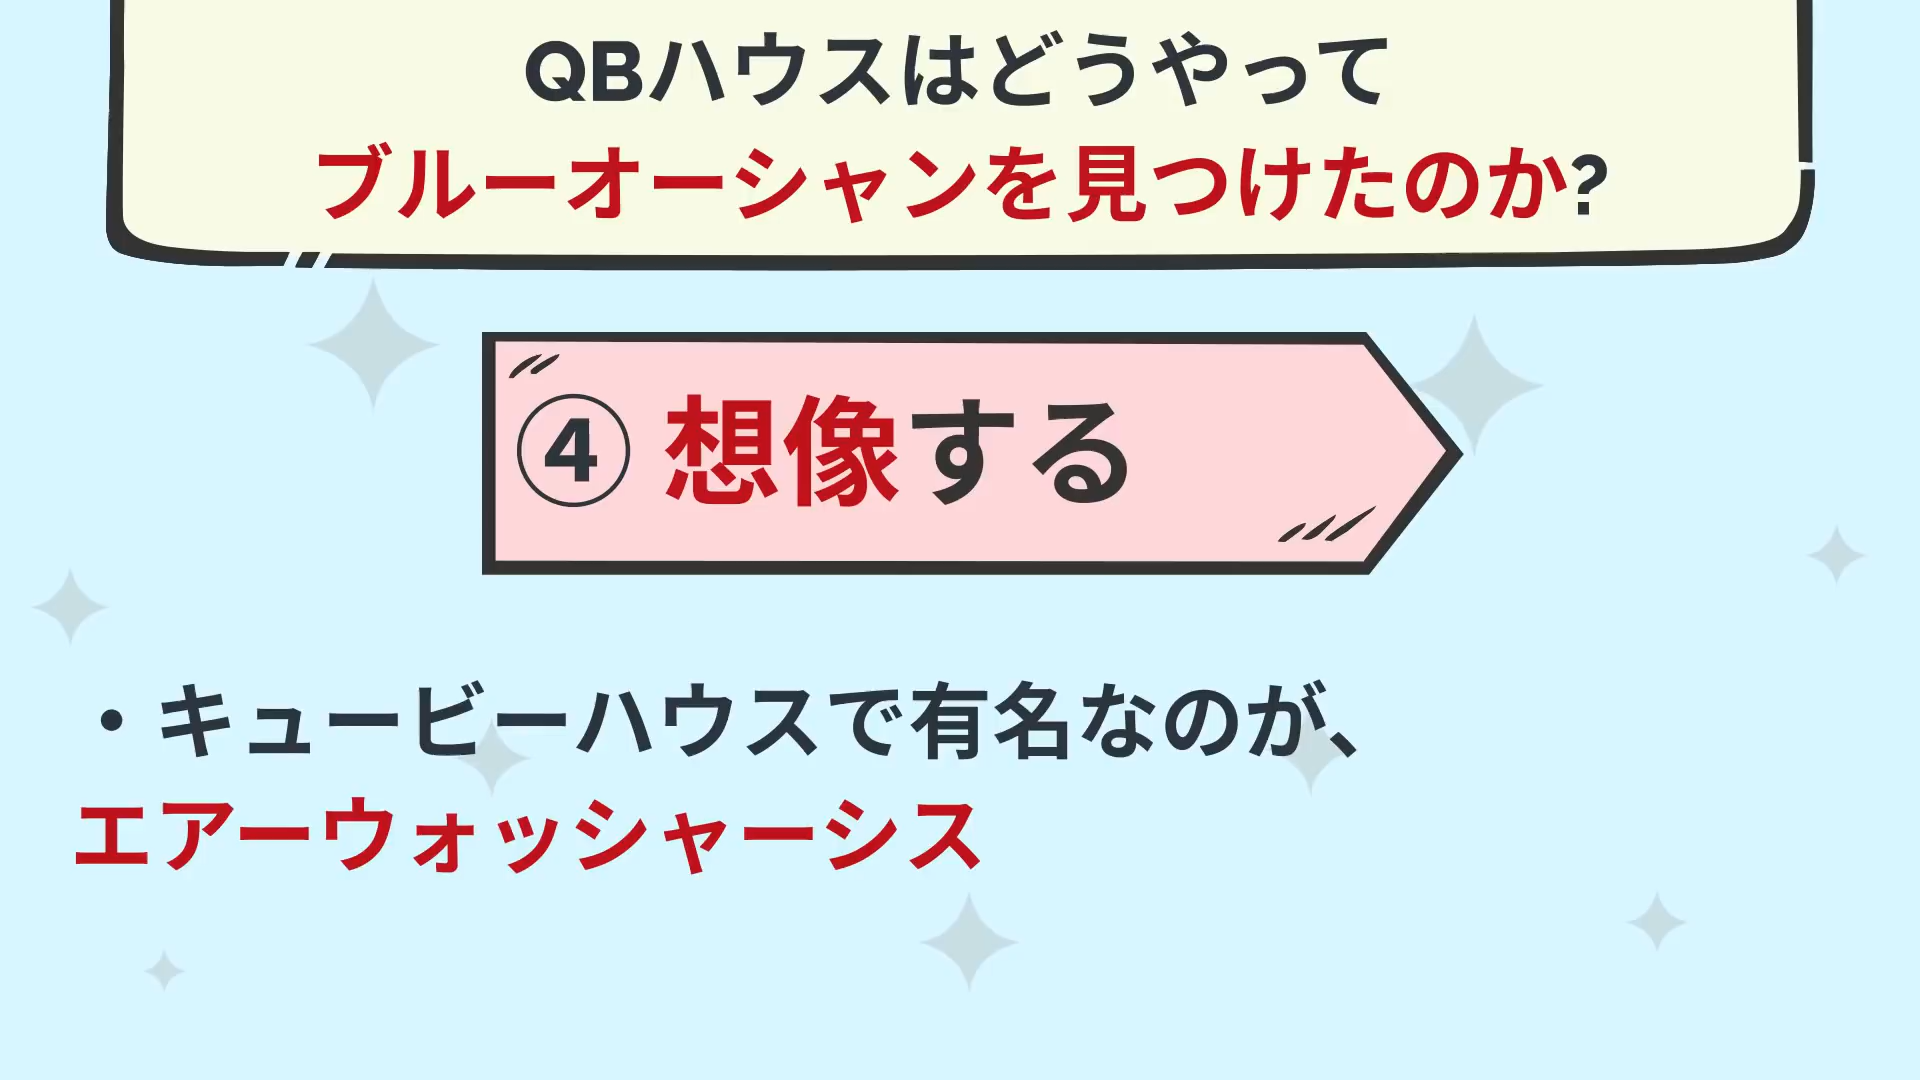 QBハウスはどうやって
ブルーオーシャンを見つけたのか?
④ 想像する
・キュービーハウスで有名なのが、
エアーウォッシャーシス